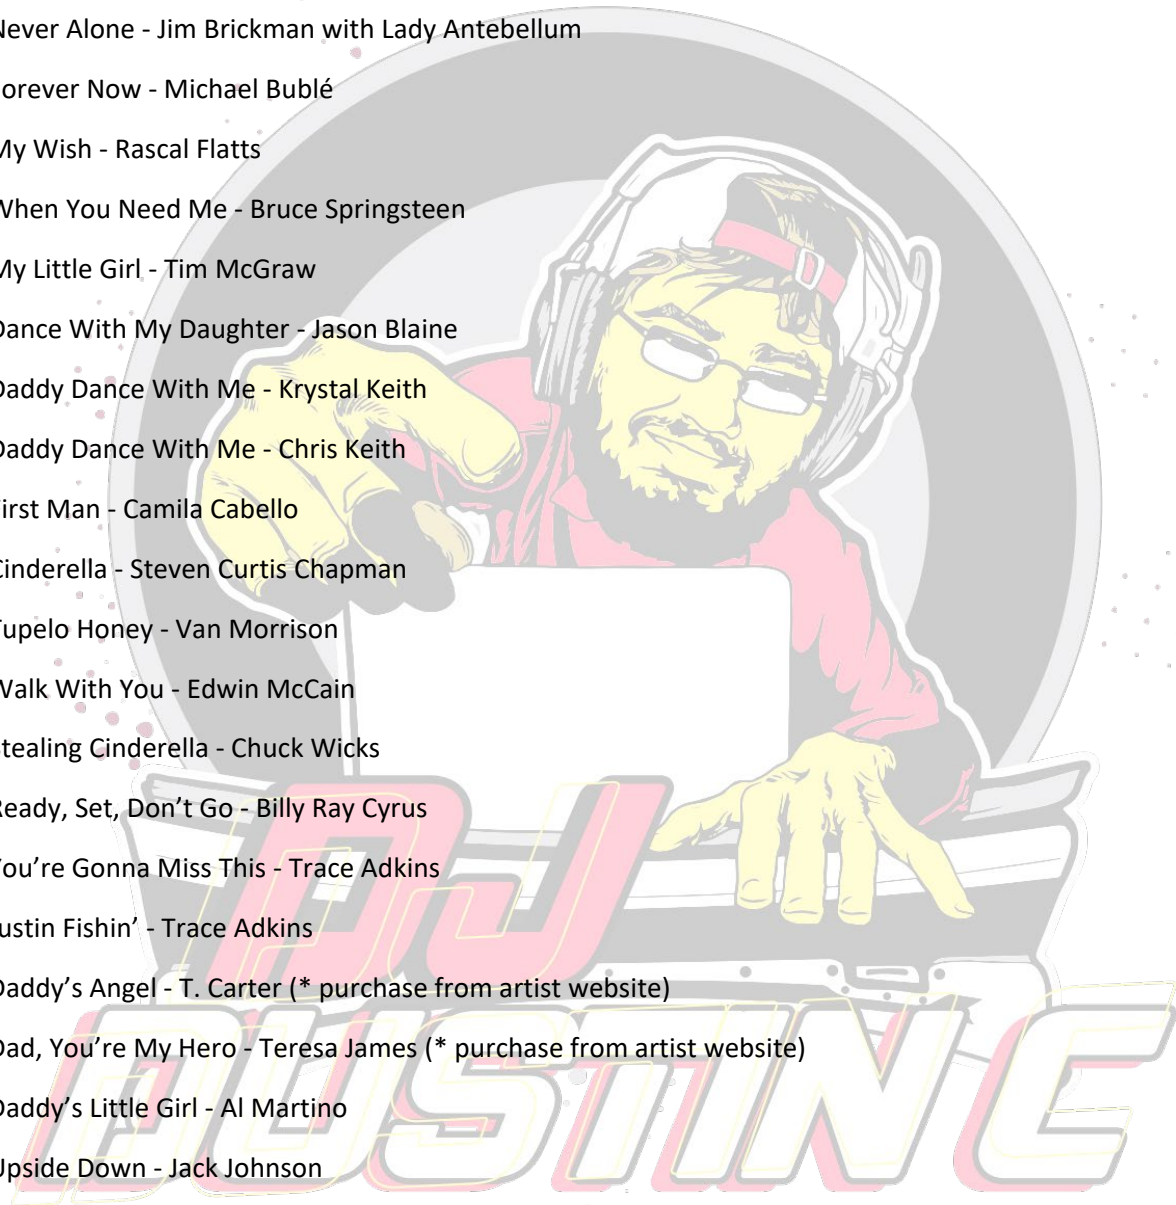 Never Alone - Jim Brickman with Lady Antebellum
orever Now - Michael Bublé
My Wish - Rascal Flatts
When You Need Me - Bruce Springsteen
My Little Girl - Tim McGraw
Dance With My Daughter - Jason Blaine
Daddy Dance With Me - Krystal Keith
Daddy Dance With Me - Chris Keith
irst Man - Camila Cabello
Cinderella - Steven Curtis Chapman
Tupelo Honey - Van Morrison
Walk With You - Edwin McCain
tealing Cinderella - Chuck Wicks
Ready, Set, Don’t Go - Billy Ray Cyrus
You’re Gonna Miss This - Trace Adkins
ustin Fishin’ - Trace Adkins
Daddy’s Angel - T. Carter (* purchase from artist website)
Dad, You’re My Hero - Teresa James (* purchase from artist website)
Daddy’s Little Girl - Al Martino
Upside Down - Jack Johnson
DJ
DUSTIN C